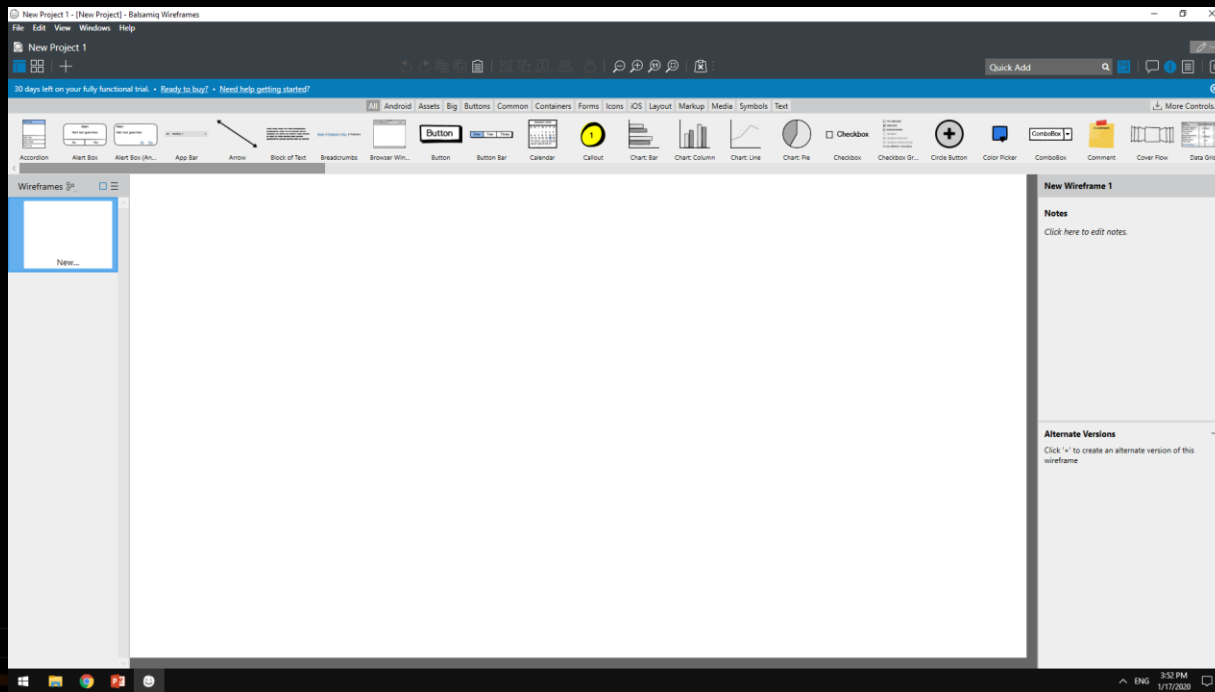 New Project 1 - [New Project] - Balsamiq Wireframes
File Edit View Windows Help
New Project 1
Quick Add
30 days left on your fully functional trial. • Ready to buy? • Need help getting started?
All Android Assets Big Buttons Common Containers Forms Icons iOS Layout Markup Media Symbols Text
More Controls.
Button
1
Checkbox
ComboBox
Accordion Alert Box Alert Box (An... App Bar Arrow Block of Text Breadcrumbs Browser Win... Button Button Bar Calendar Callout Chart: Bar Chart: Column Chart: Line Chart: Pie Checkbox Checkbox Gr... Circle Button Color Picker ComboBox Comment Cover Flow Data Grid
Wireframes
New...
New Wireframe 1
Notes
Click here to edit notes.
Alternate Versions
Click '+' to create an alternate version of this
wireframe
ENG
3:52 PM
1/17/2020